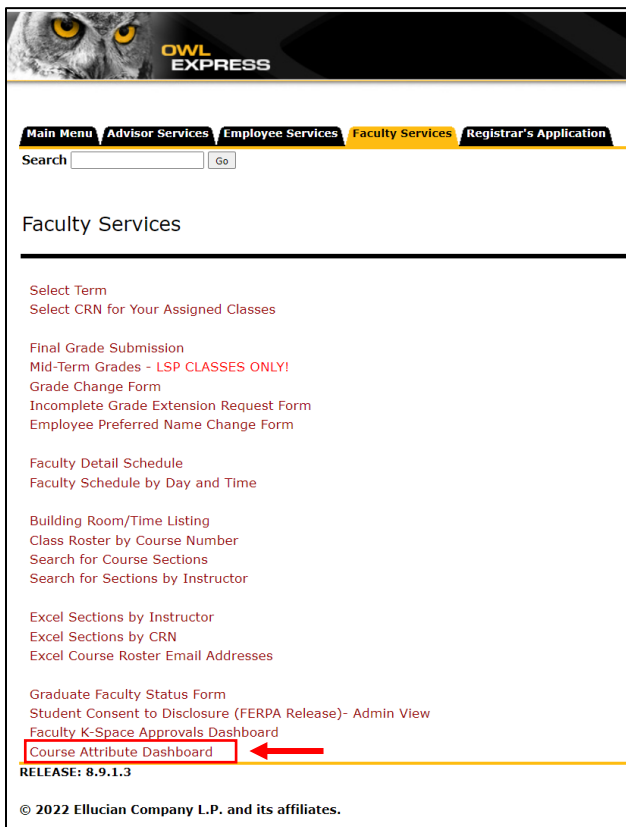 OWL
EXPRESS
Main Menu Advisor Services Employee Services Faculty Services Registrar's Application
Search Go
Faculty Services
Select Term
Select CRN for Your Assigned Classes
Final Grade Submission
Mid-Term Grades - LSP CLASSES ONLY!
Grade Change Form
Incomplete Grade Extension Request Form
Employee Preferred Name Change Form
Faculty Detail Schedule
Faculty Schedule by Day and Time
Building Room/Time Listing
Class Roster by Course Number
Search for Course Sections
Search for Sections by Instructor
Excel Sections by Instructor
Excel Sections by CRN
Excel Course Roster Email Addresses
Graduate Faculty Status Form
Student Consent to Disclosure (FERPA Release)- Admin View
Faculty K-Space Approvals Dashboard
Course Attribute Dashboard
RELEASE: 8.9.1.3
© 2022 Ellucian Company L.P. and its affiliates.